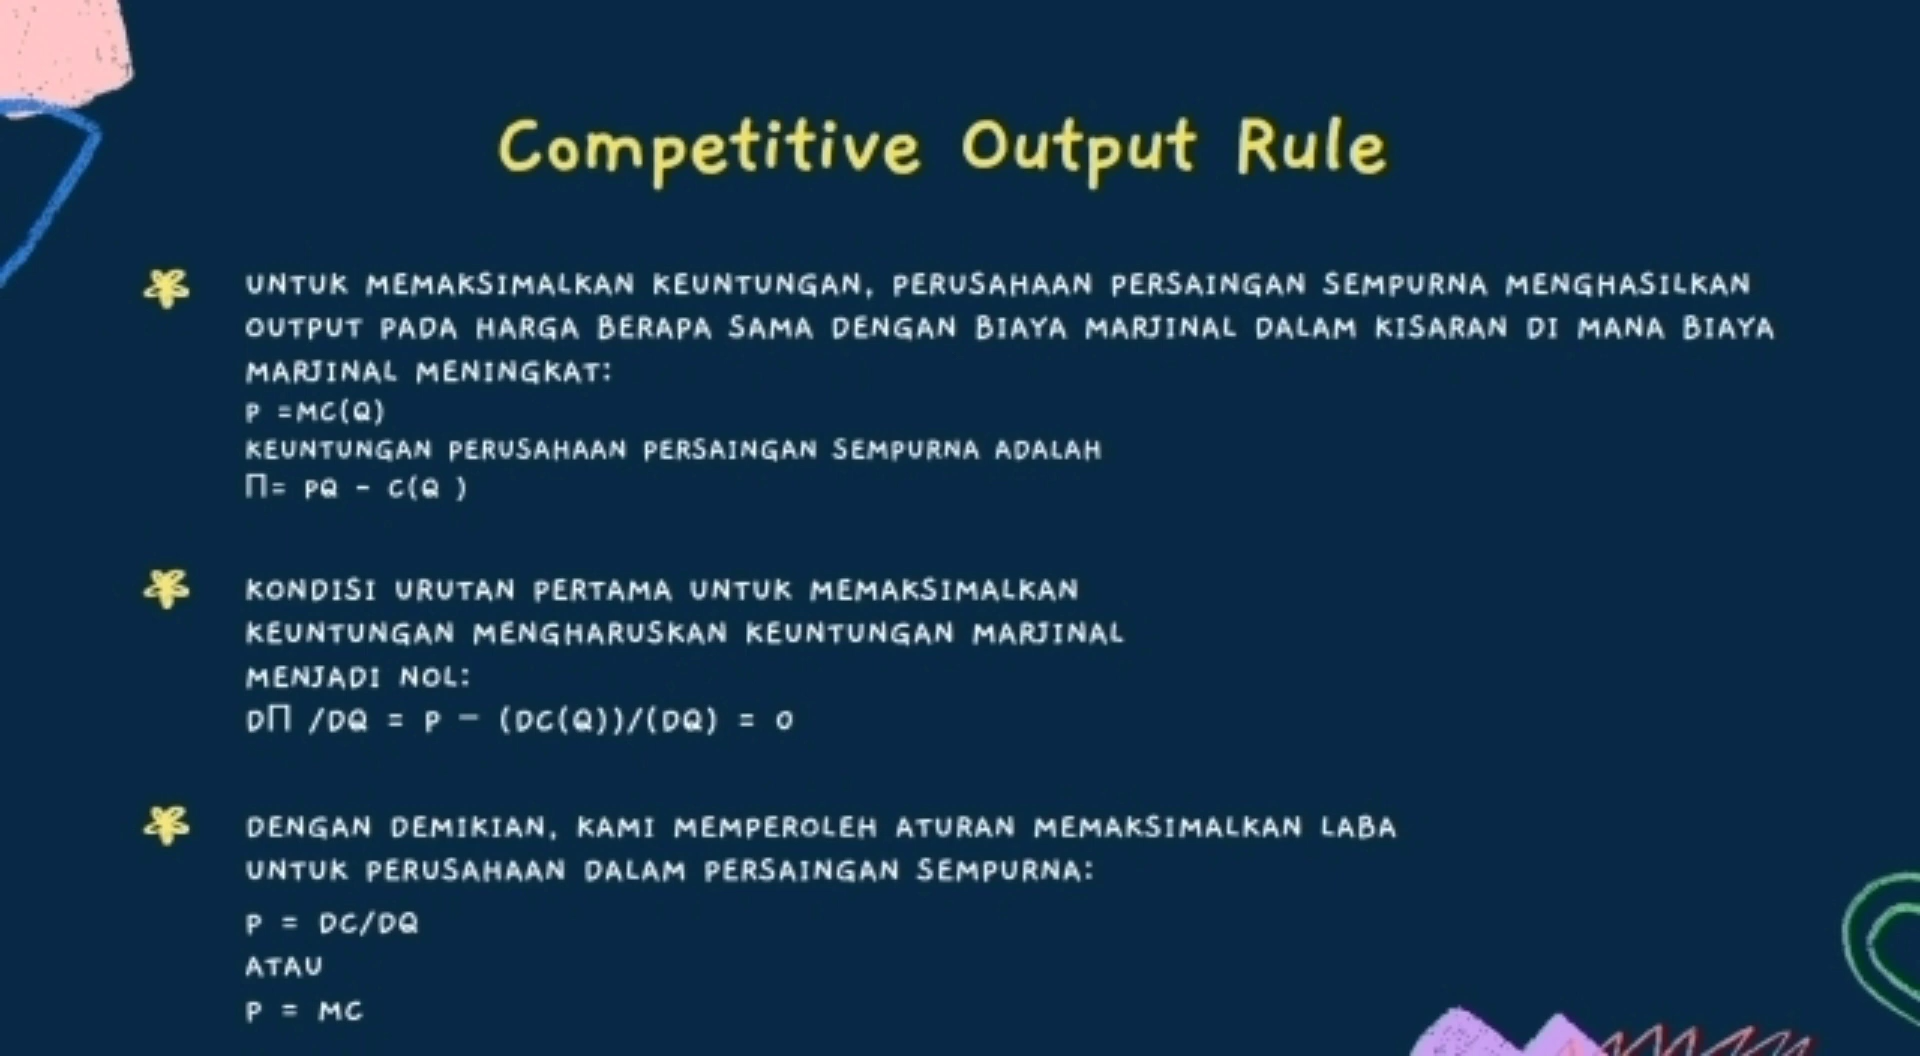 Competitive Output Rule
UNTUK MEMAKSIMALKAN KEUNTUNGAN, PERUSAHAAN PERSAINGAN SEMPURNA MENGHASILKAN
OUTPUT PADA HARGA BERAPA SAMA DENGAN BIAYA MARJINAL DALAM KISARAN DI MANA BIAYA
MARJINAL MENINGKAT:
P =MC(Q)
KEUNTUNGAN PERUSAHAAN PERSAINGAN SEMPURNA ADALAH
Π= PQ - C(Q )
KONDISI URUTAN PERTAMA UNTUK MEMAKSIMALKAN
KEUNTUNGAN MENGHARUSKAN KEUNTUNGAN MARJINAL
MENJADI NOL:
DΠ /DQ = P − (DC(Q))/(DQ) = 0
DENGAN DEMIKIAN, KAMI MEMPEROLEH ATURAN MEMAKSIMALKAN LABA
UNTUK PERUSAHAAN DALAM PERSAINGAN SEMPURNA:
P = DC/DQ
ATAU
P = MC